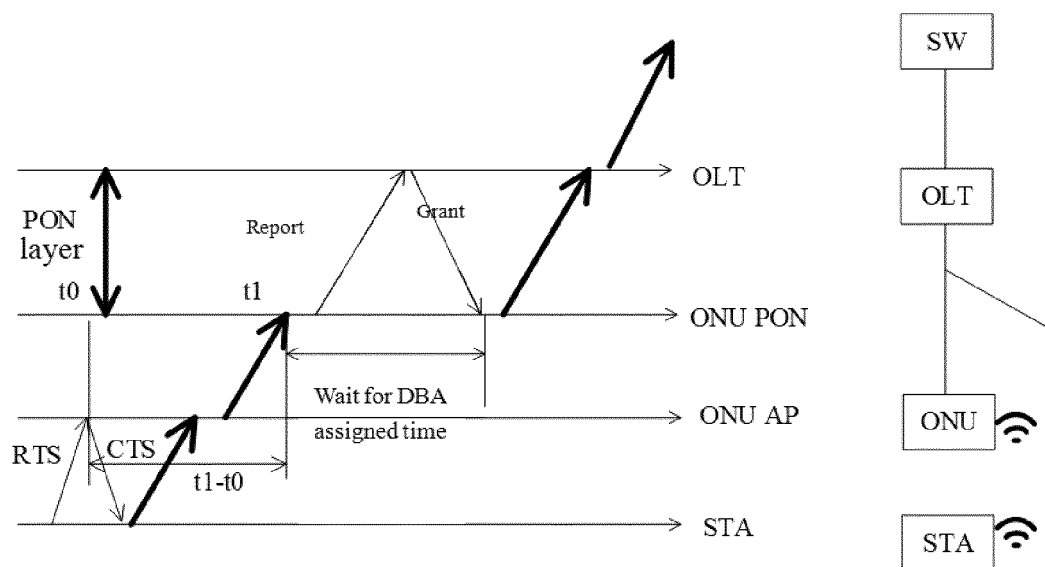 SW
OLT
OLT
Report
Grant
PON
layer
t0
t1
ONU PON
Wait for DBA
assigned time
ONU AP
ONU
RTS
CTS
t1-t0
STA
STA